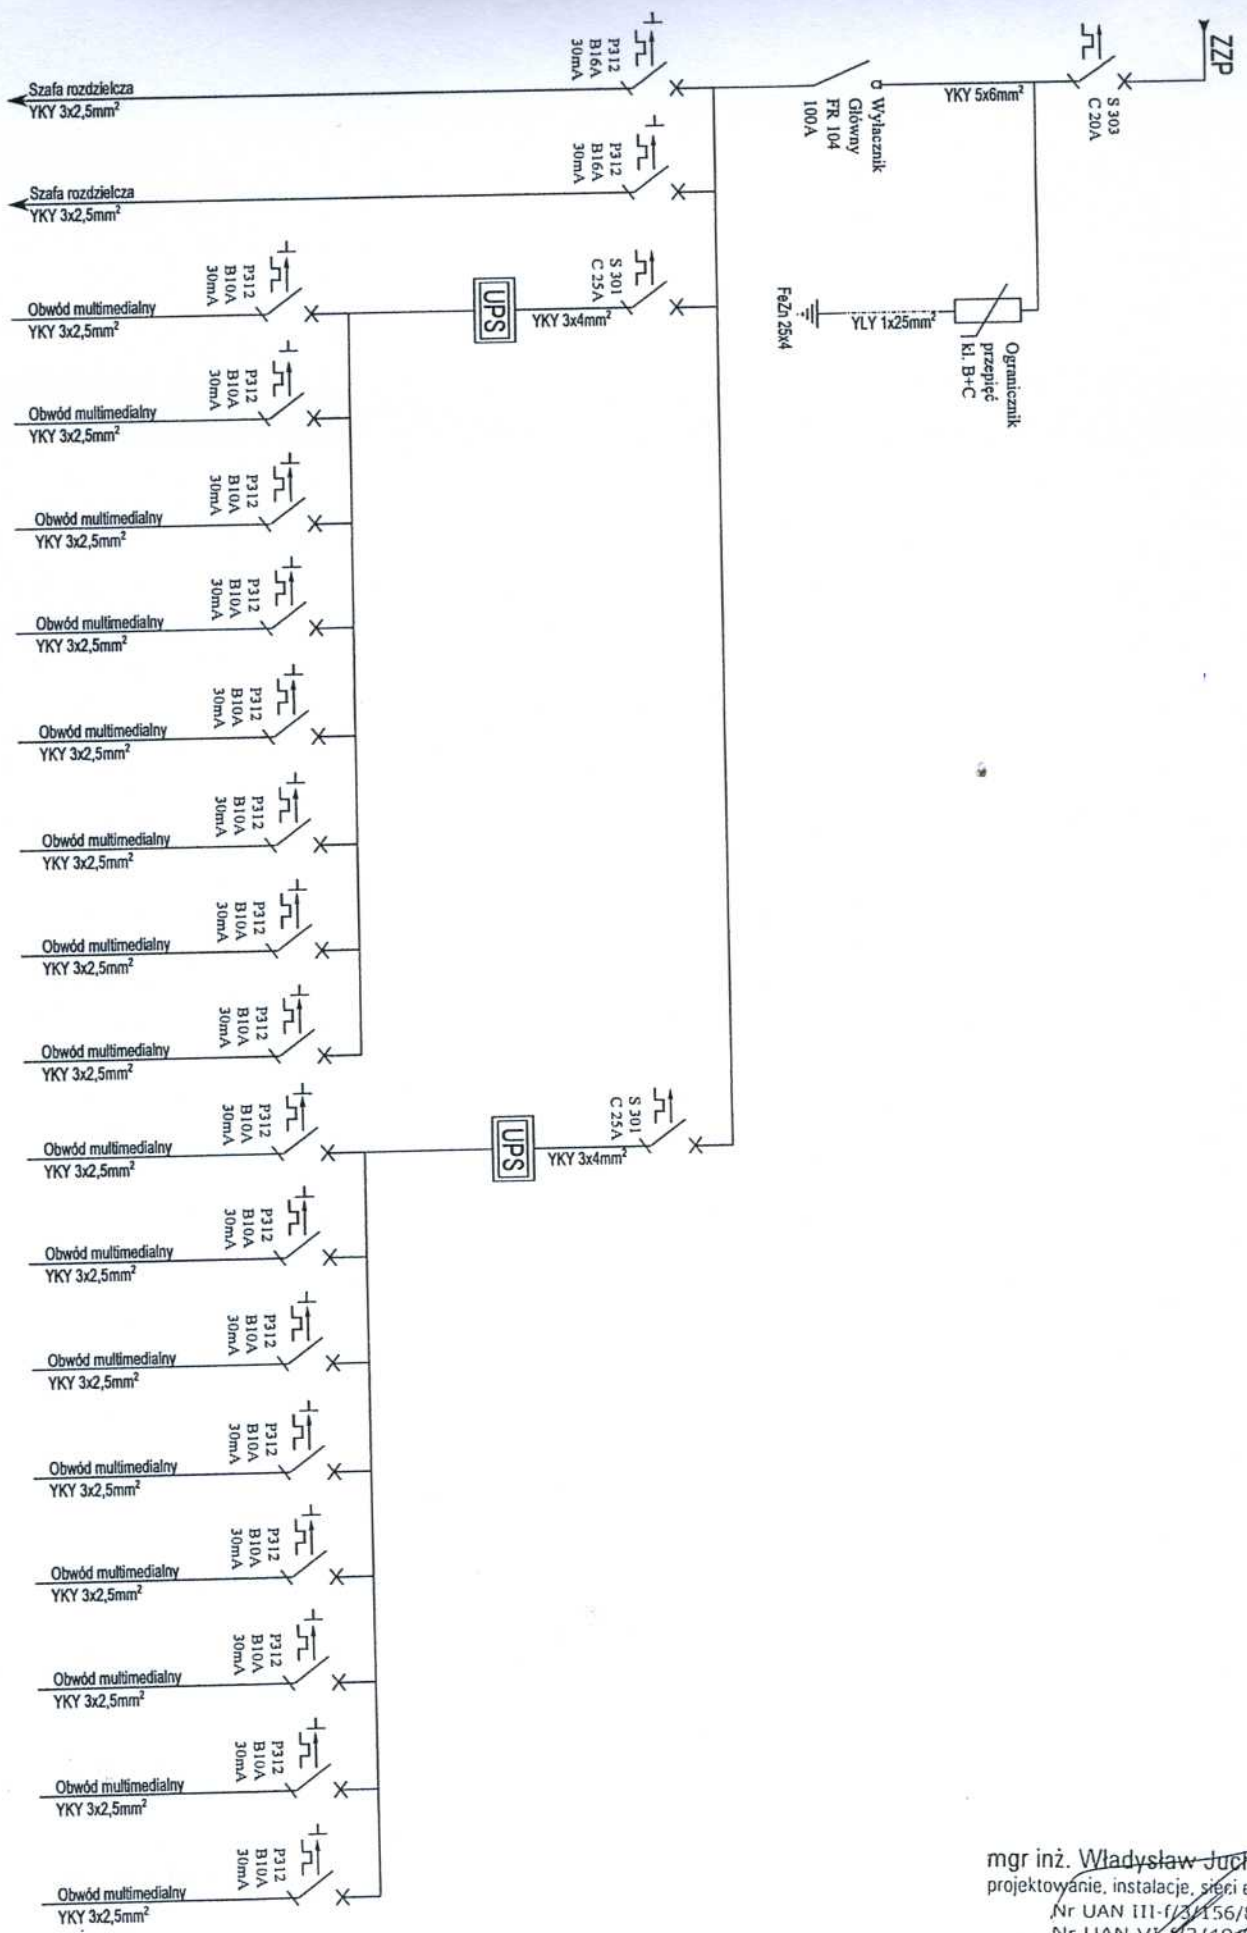 ZZP
S 303
C 20A
YKY 5x6mm²
Wyłacznik
Główny
FR 104
100A
Ogranicznik
przepięć
kl. B+C
YLY 1x25mm²
FeZn 25x4
P312
B16A
30mA
Szafa rozdzielcza
YKY 3x2,5mm²
P312
B16A
30mA
Szafa rozdzielcza
YKY 3x2,5mm²
S 301
C 25A
YKY 3x4mm²
UPS
P312
B10A
30mA
Obwód multimedialny
YKY 3x2,5mm²
P312
B10A
30mA
Obwód multimedialny
YKY 3x2,5mm²
P312
B10A
30mA
Obwód multimedialny
YKY 3x2,5mm²
P312
B10A
30mA
Obwód multimedialny
YKY 3x2,5mm²
P312
B10A
30mA
Obwód multimedialny
YKY 3x2,5mm²
P312
B10A
30mA
Obwód multimedialny
YKY 3x2,5mm²
P312
B10A
30mA
Obwód multimedialny
YKY 3x2,5mm²
P312
B10A
30mA
Obwód multimedialny
YKY 3x2,5mm²
S 301
C 25A
YKY 3x4mm²
UPS
P312
B10A
30mA
Obwód multimedialny
YKY 3x2,5mm²
P312
B10A
30mA
Obwód multimedialny
YKY 3x2,5mm²
P312
B10A
30mA
Obwód multimedialny
YKY 3x2,5mm²
P312
B10A
30mA
Obwód multimedialny
YKY 3x2,5mm²
P312
B10A
30mA
Obwód multimedialny
YKY 3x2,5mm²
P312
B10A
30mA
Obwód multimedialny
YKY 3x2,5mm²
P312
B10A
30mA
Obwód multimedialny
YKY 3x2,5mm²
P312
B10A
30mA
Obwód multimedialny
YKY 3x2,5mm²
mgr inż. Władysław
projektowanie, instalacje, sieci
Nr UAN III-f/3/156/
Nr UAN